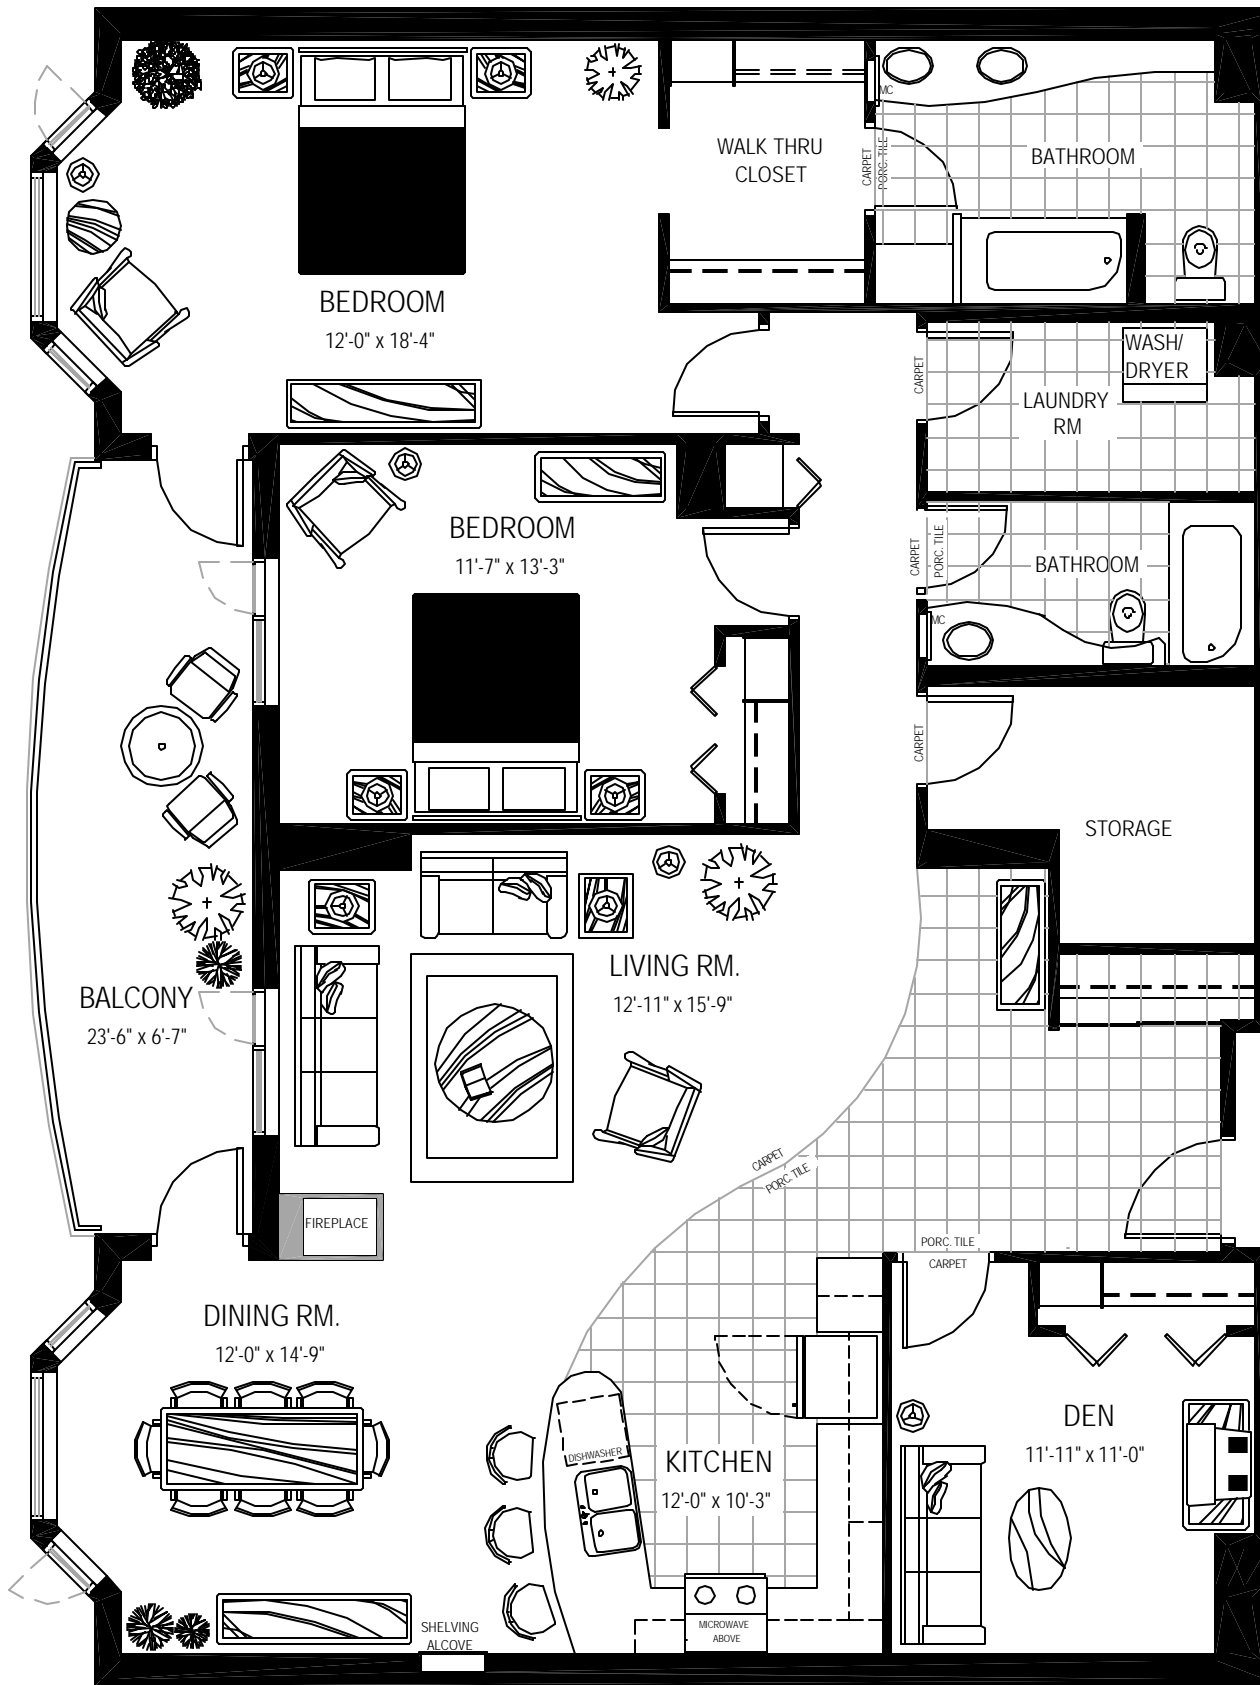 MC
WALK THRU
CLOSET
CARPET
PORC. TILE
BATHROOM
BEDROOM
12'-0" x 18'-4"
WASH/
DRYER
CARPET
LAUNDRY
RM
BEDROOM
11'-7" x 13'-3"
CARPET
PORC. TILE
BATHROOM
MC
CARPET
STORAGE
LIVING RM.
12'-11" x 15'-9"
BALCONY
23'-6" x 6'-7"
CARPET
PORC. TILE
FIREPLACE
PORC. TILE
CARPET
DINING RM.
12'-0" x 14'-9"
DEN
11'-11" x 11'-0"
DISHWASHER
KITCHEN
12'-0" x 10'-3"
SHELVING
ALCOVE
MICROWAVE
ABOVE